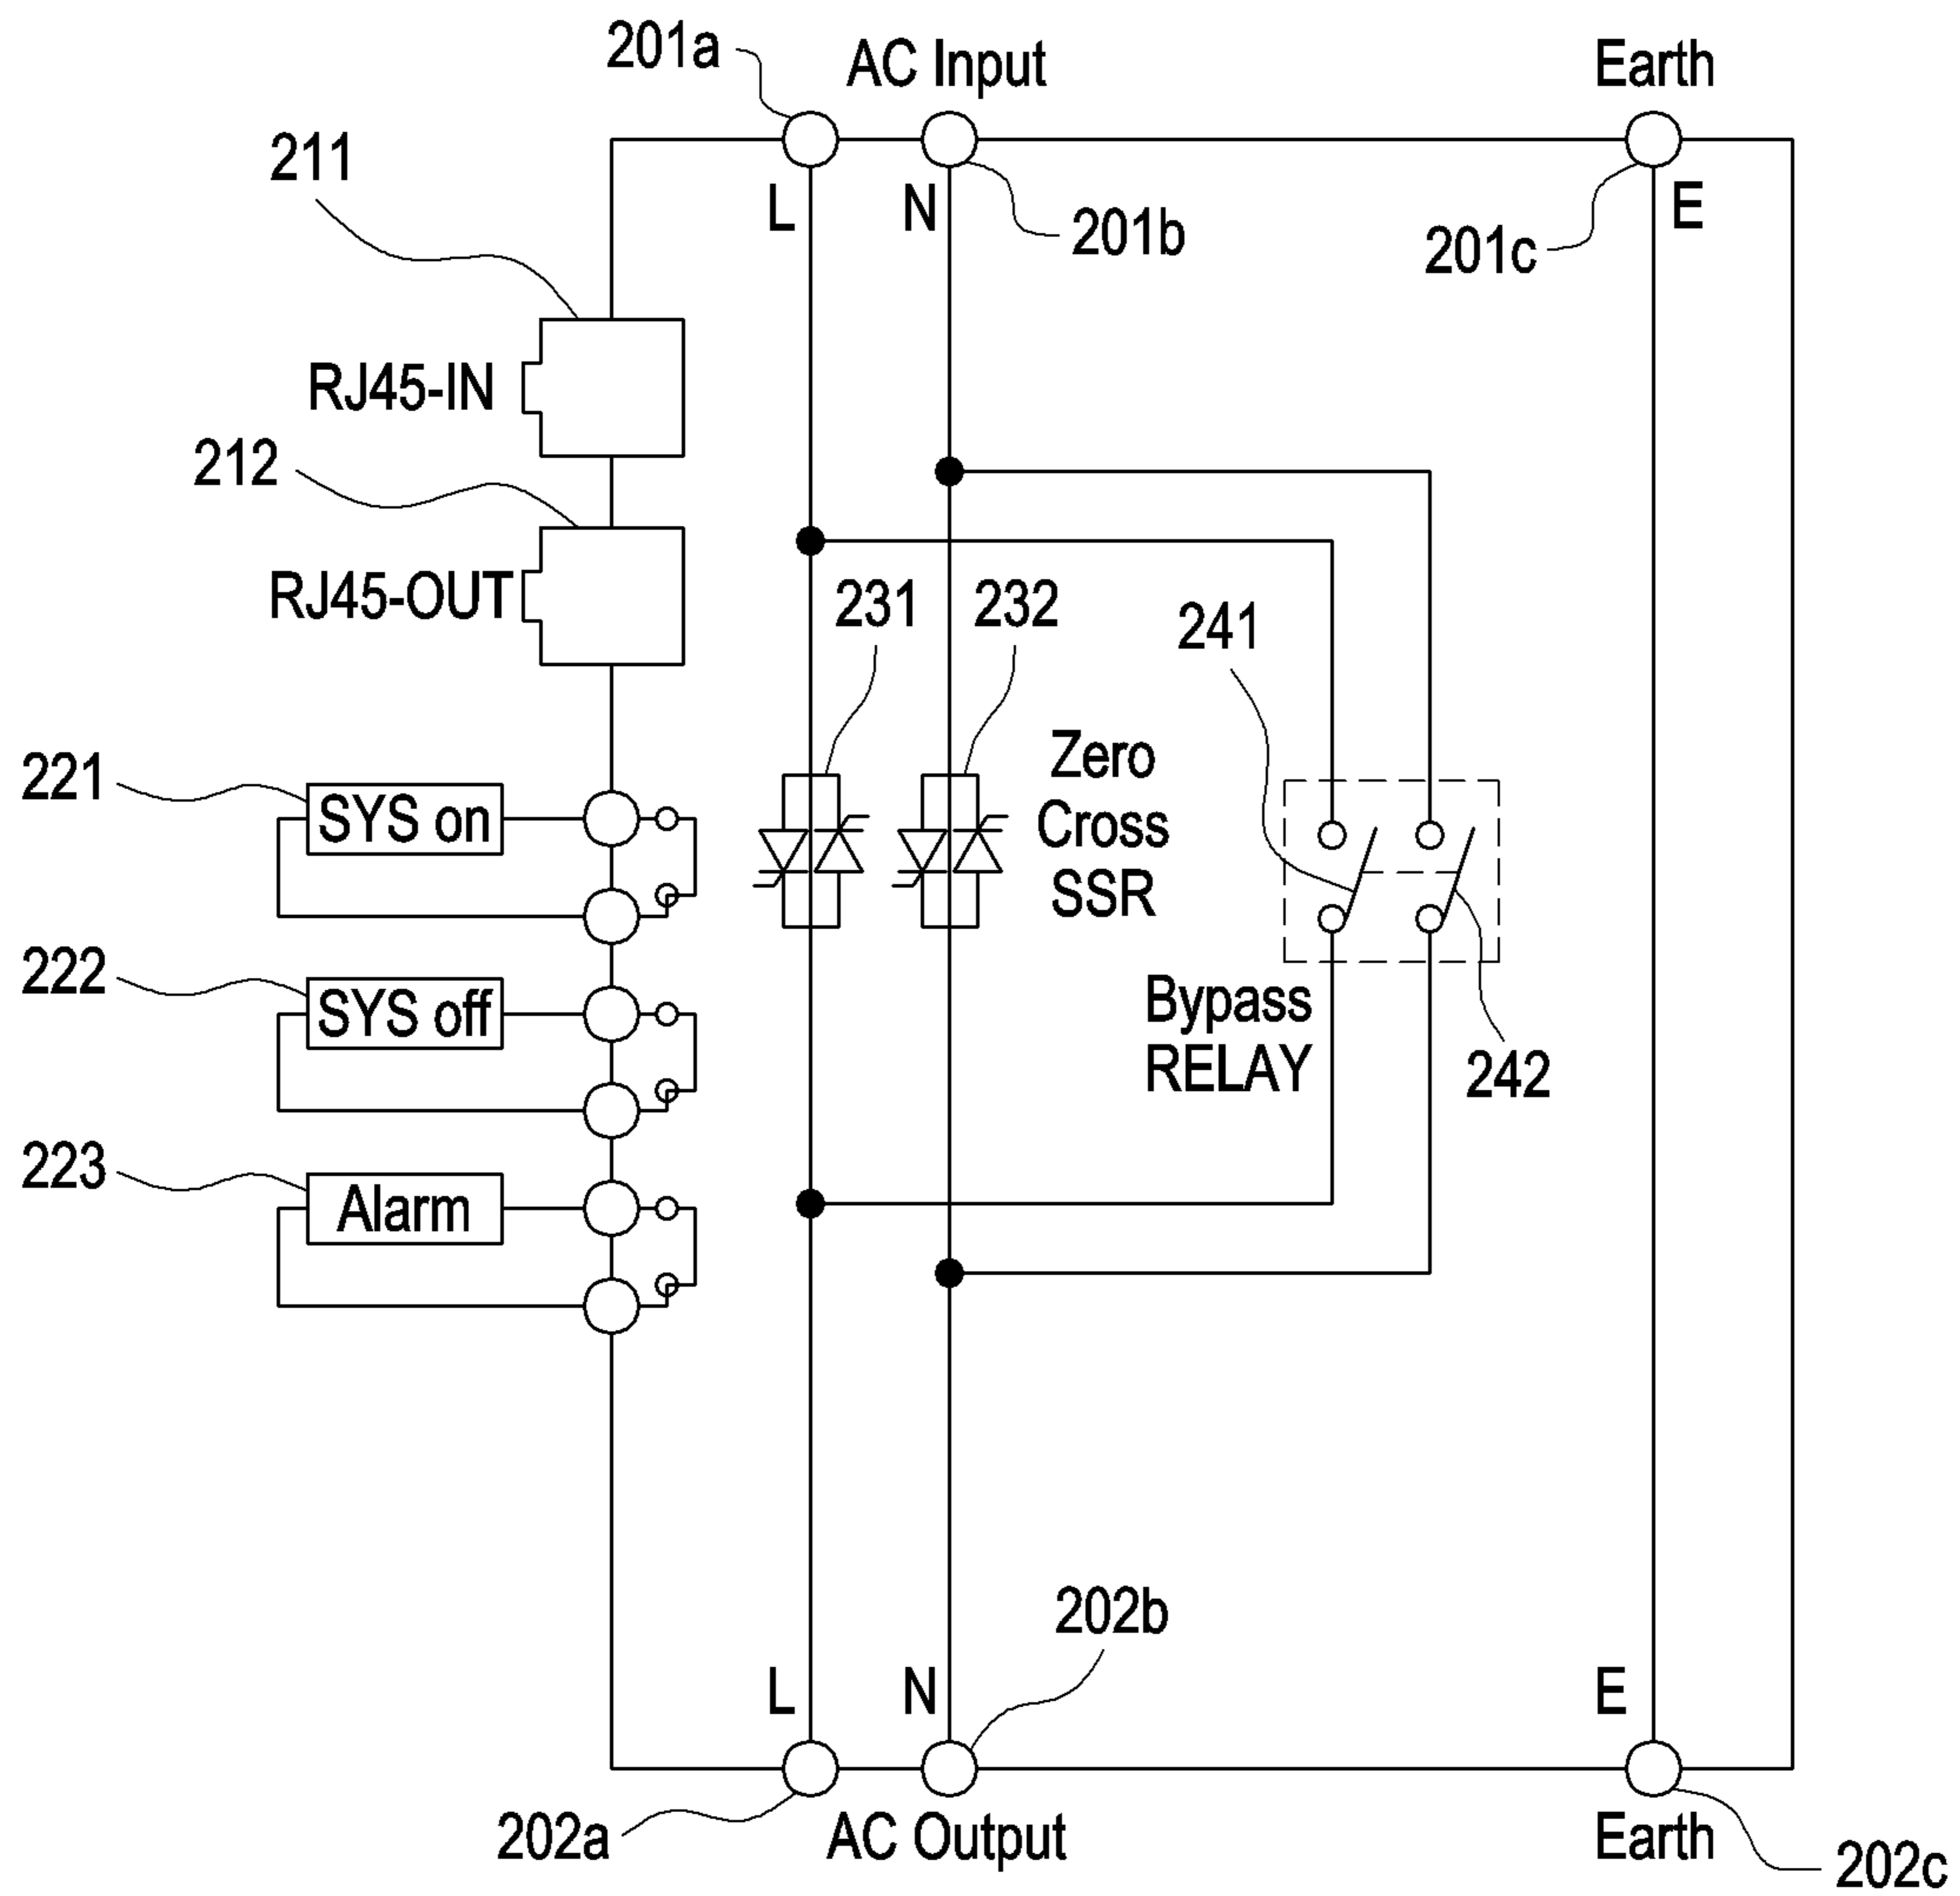 201a
AC Input
Earth
211
L
N
201b
201c
E
RJ45-IN
212
RJ45-OUT
231
232
241
Zero
Cross
SSR
221
SYS on
222
SYS off
Bypass
RELAY
242
223
Alarm
202b
L
N
E
202a
AC Output
Earth
202c